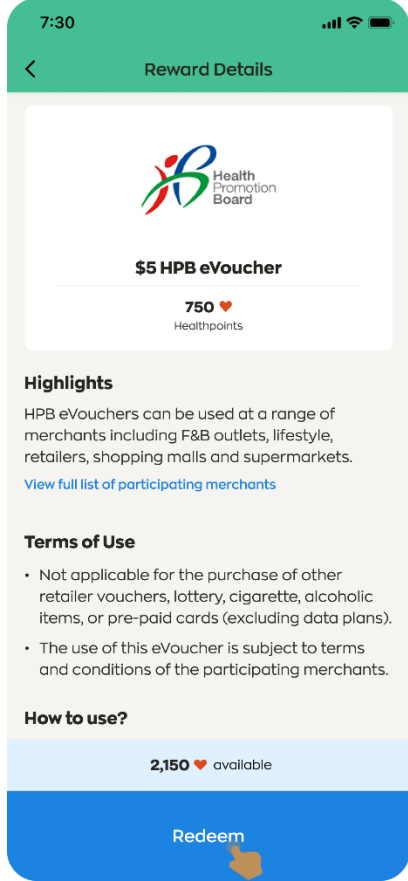 7:30
Reward Details
Health
Promotion
Board
$5 HPB eVoucher
750
Healthpoints
Highlights
HPB eVouchers can be used at a range of
merchants including F&B outlets, lifestyle,
retailers, shopping malls and supermarkets.
View full list of participating merchants
Terms of Use
• Not applicable for the purchase of other
retailer vouchers, lottery, cigarette, alcoholic
items, or pre-paid cards (excluding data plans).
• The use of this eVoucher is subject to terms
and conditions of the participating merchants.
How to use?
2,150 available
Redeem